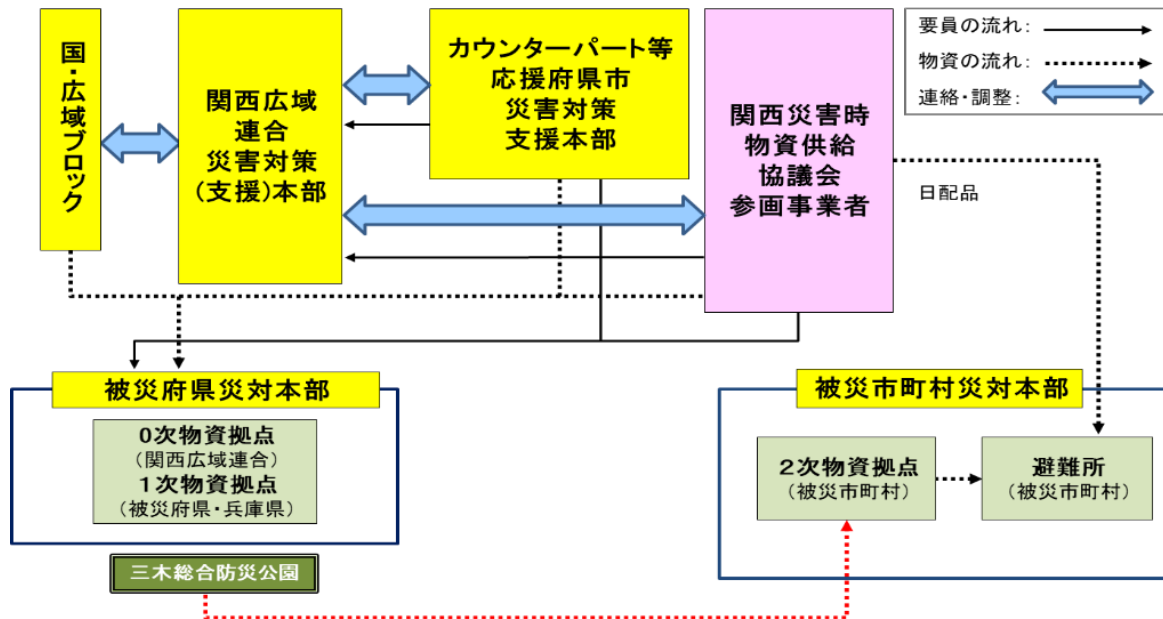 国・広域ブロック
関西広域
連合
災害対策
(支援)本部
カウンターパート等
応援府県市
災害対策
支援本部
関西災害時
物資供給
協議会
参画事業者
要員の流れ:
物資の流れ:
連絡・調整:
日配品
被災府県災対本部
0次物資拠点
(関西広域連合)
1次物資拠点
(被災府県・兵庫県)
三木総合防災公園
被災市町村災対本部
2次物資拠点
(被災市町村)
避難所
(被災市町村)